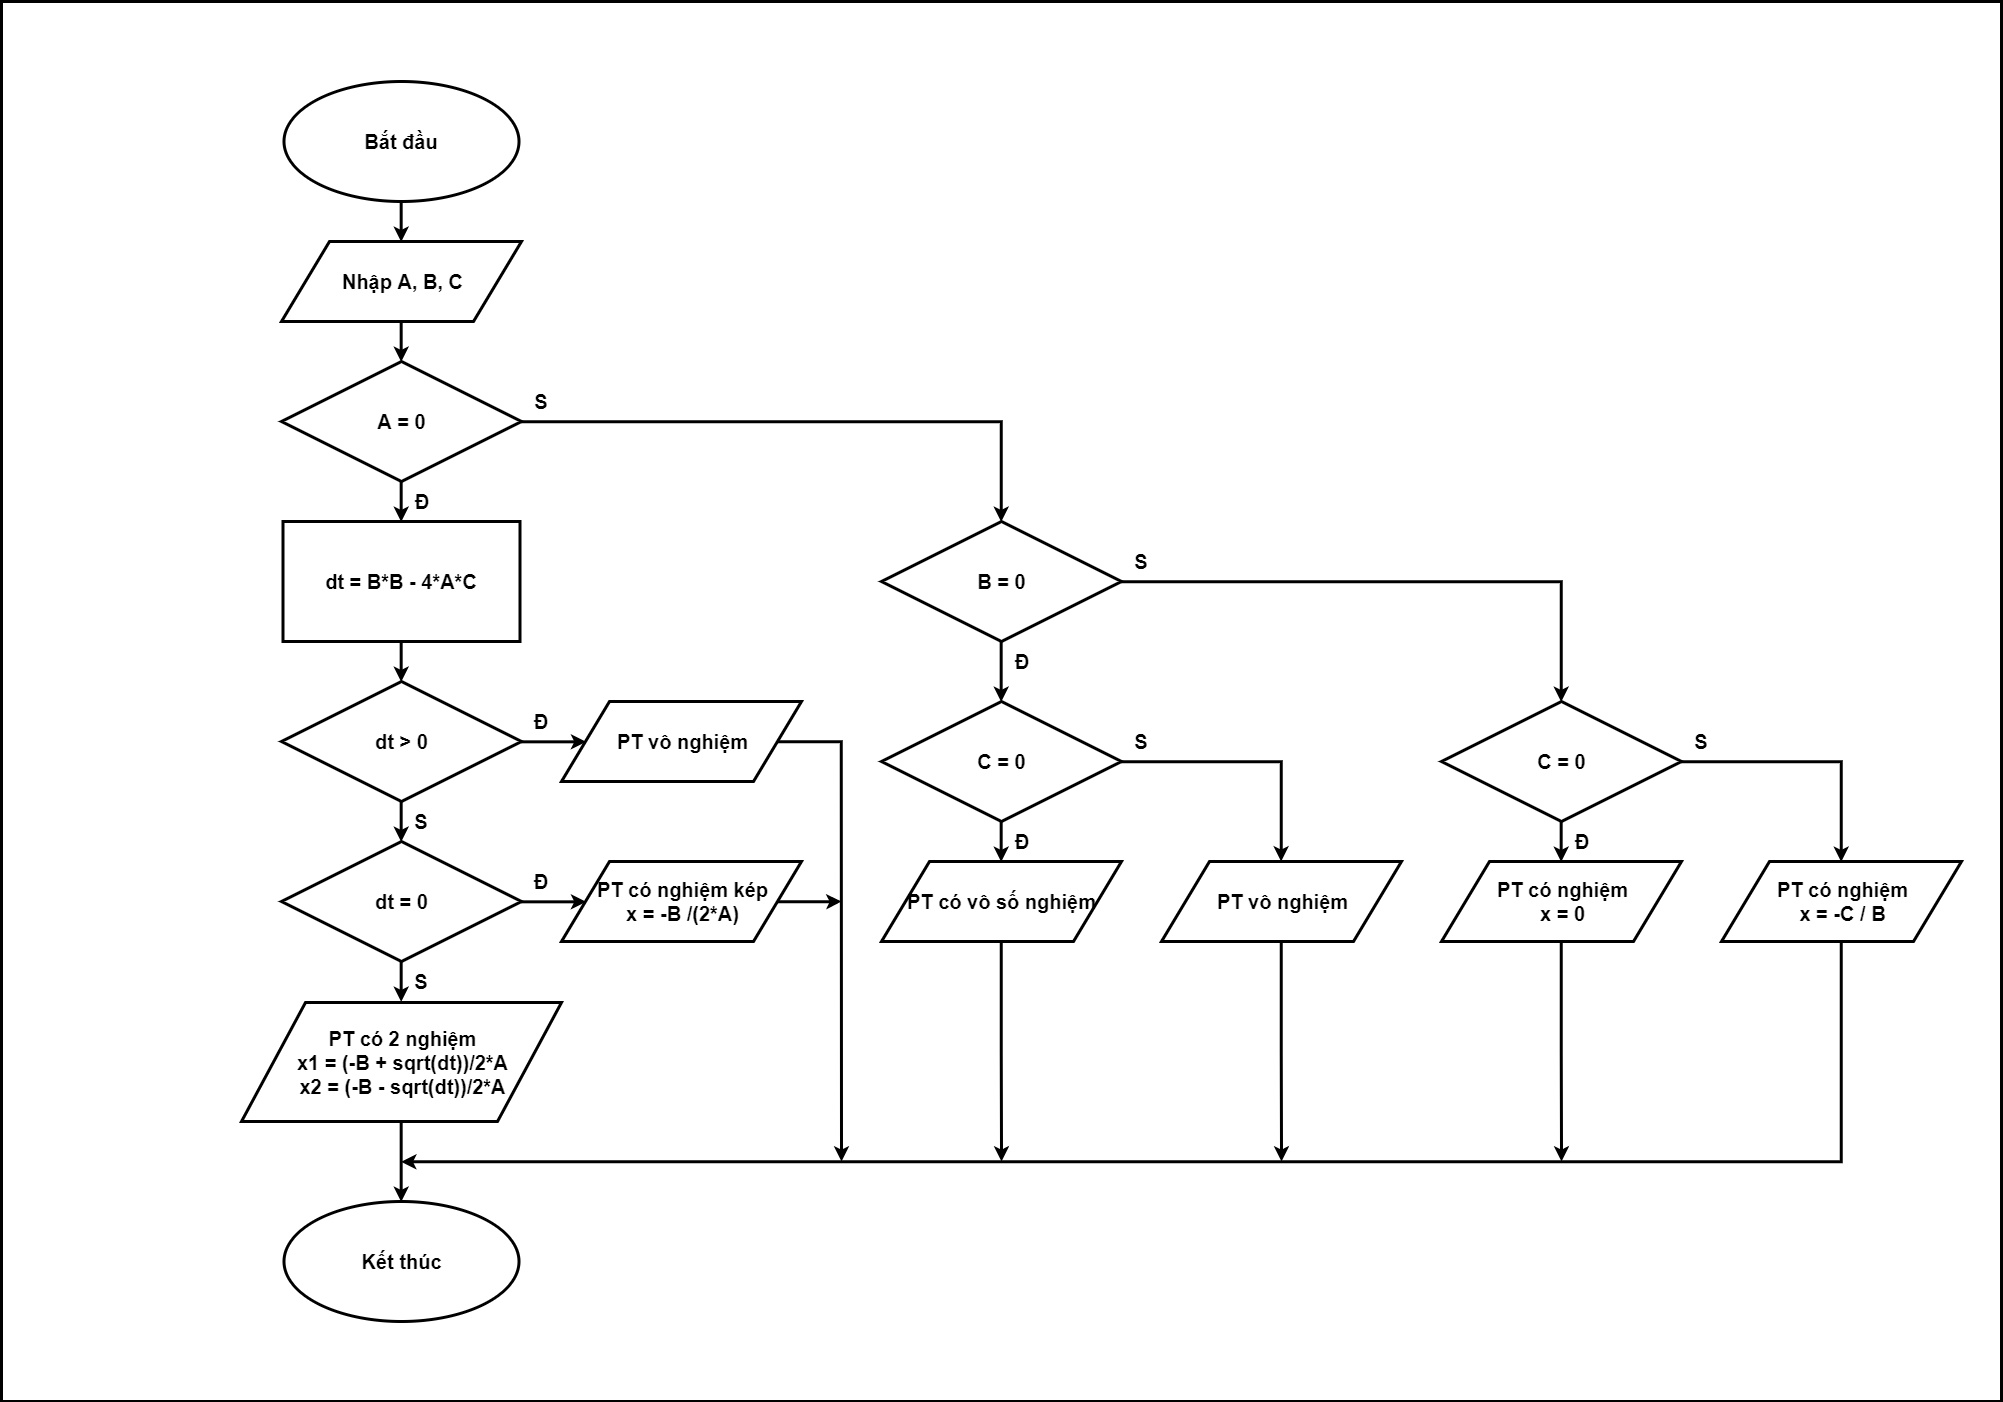 Bắt đầu
Nhập A, B, C
A = 0
S
Đ
dt = B*B - 4*A*C
dt > 0
Đ
PT vô nghiệm
S
dt = 0
Đ
PT có nghiệm kép
x = -B /(2*A)
S
PT có 2 nghiệm
x1 = (-B + sqrt(dt))/2*A
x2 = (-B - sqrt(dt))/2*A
B = 0
S
Đ
C = 0
S
Đ
PT có vô số nghiệm
PT vô nghiệm
C = 0
S
Đ
PT có nghiệm
x = 0
PT có nghiệm
x = -C / B
Kết thúc